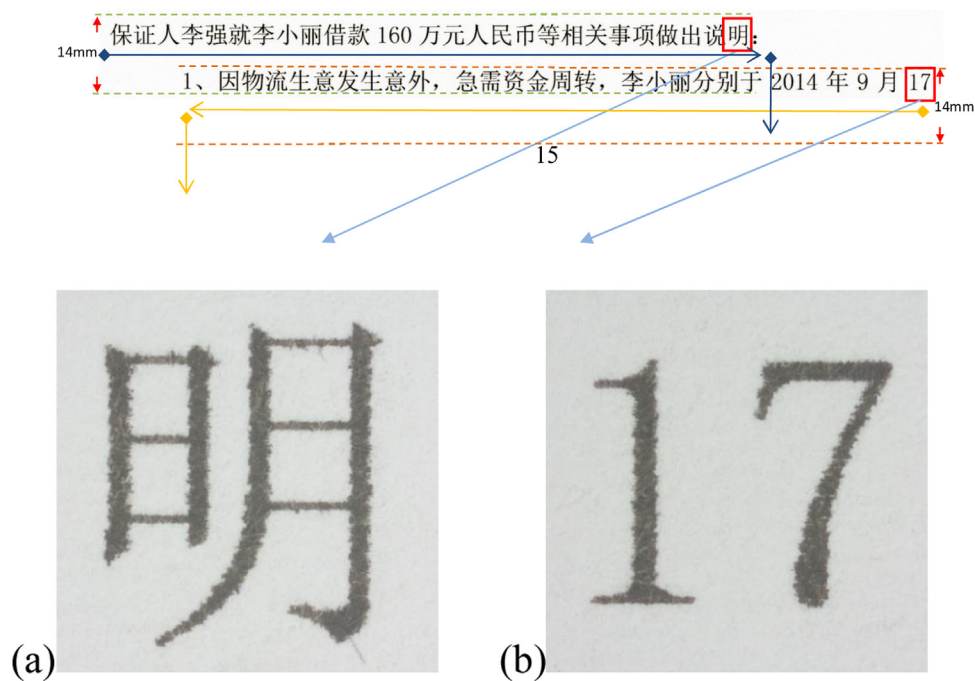 保证人李强就李小丽借款 160 万元人民币等相关事项做出说明：
14mm
1、因物流生意发生意外，急需资金周转，李小丽分别于 2014 年 9 月 17
14mm
15
明
17
(a)
(b)